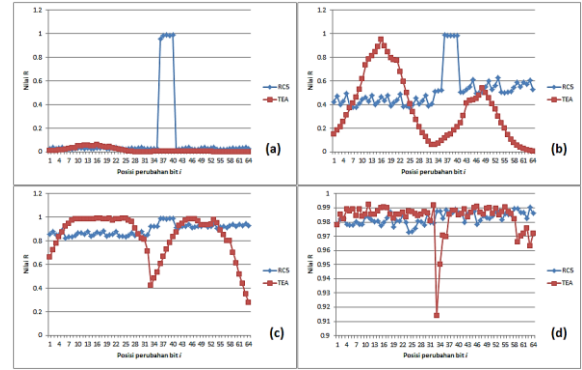 1.2
1
0.8
0.6
0.4
0.2
0
Nilai R
RC5
TEA
(a)
1 4 7 10 13 16 19 22 25 28 31 34 37 40 43 46 49 52 55 58 61 64
Posisi perubahan bit i
1.2
1
0.8
0.6
0.4
0.2
0
Nilai R
RC5
TEA
(b)
1 4 7 10 13 16 19 22 25 28 31 34 37 40 43 46 49 52 55 58 61 64
Posisi perubahan bit i
1.2
1
0.8
0.6
0.4
0.2
0
Nilai R
RC5
TEA
(c)
1 4 7 10 13 16 19 22 25 28 31 34 37 40 43 46 49 52 55 58 61 64
Posisi perubahan bit i
1
0.99
0.98
0.97
0.96
0.95
0.94
0.93
0.92
0.91
0.9
Nilai R
RC5
TEA
(d)
1 4 7 10 13 16 19 22 25 28 31 34 37 40 43 46 49 52 55 58 61 64
Posisi perubahan bit i